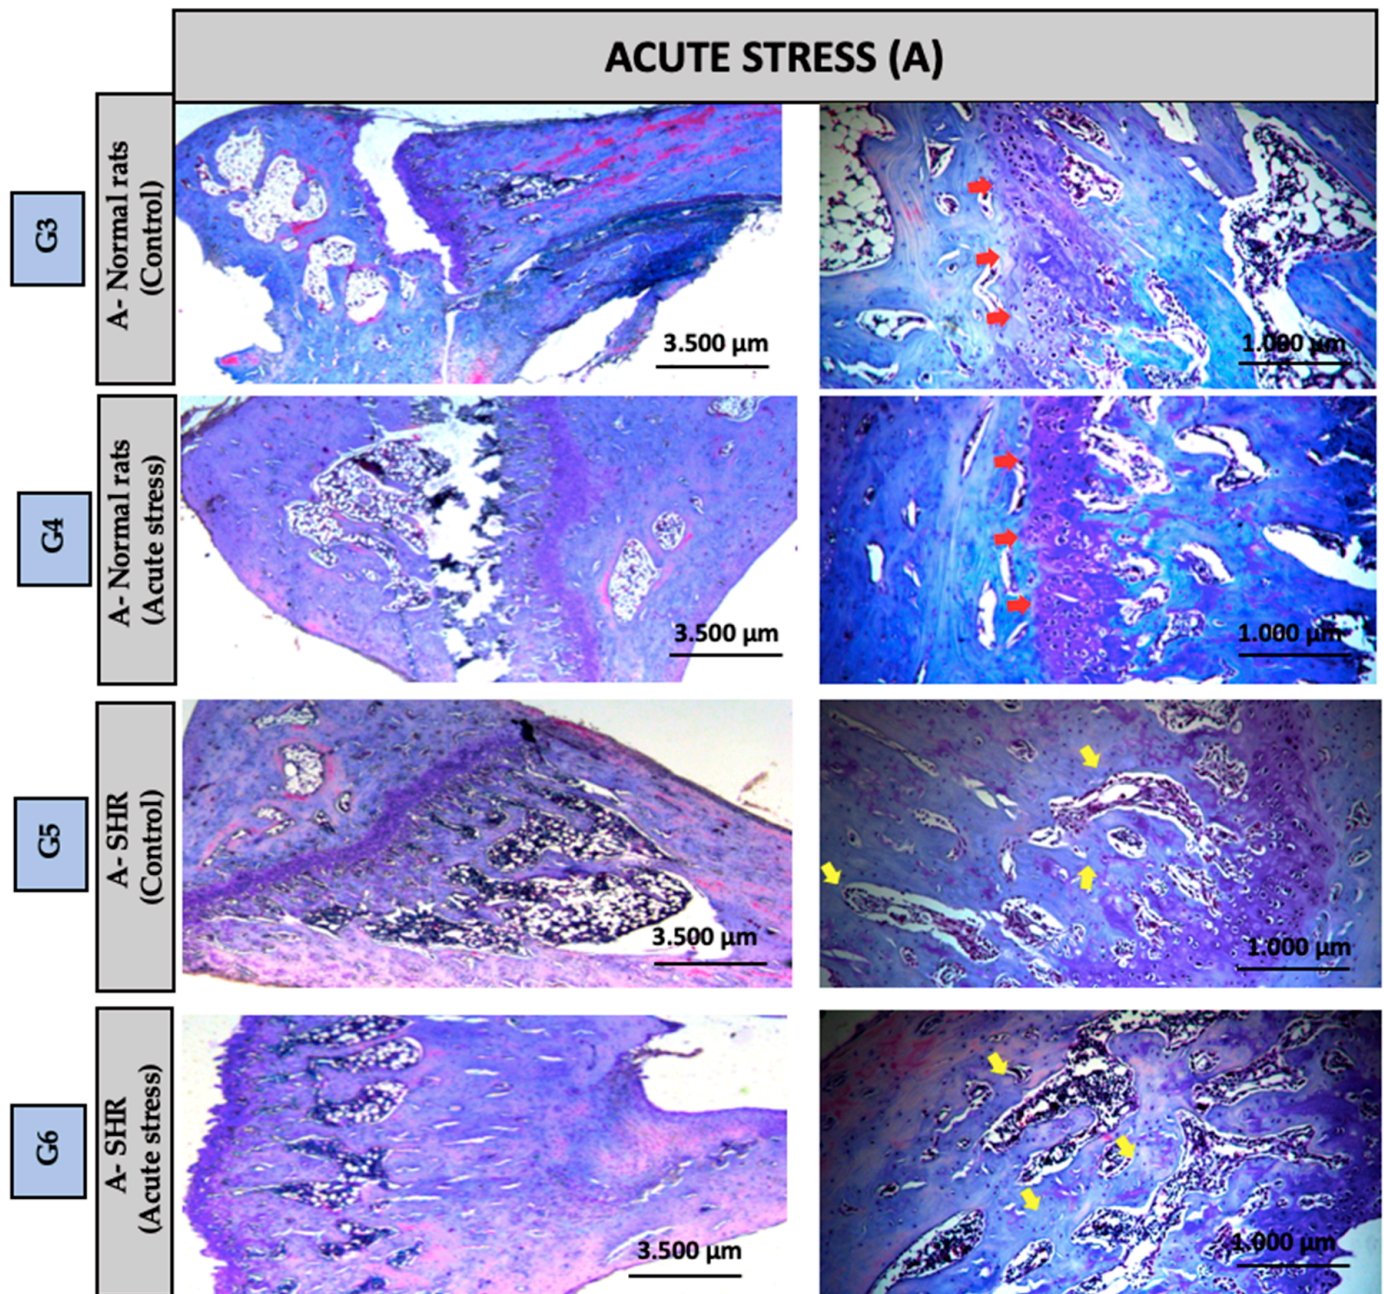 ACUTE STRESS (A)
G3
A- Normal rats
(Control)
3.500 µm
1.000 µm
G4
A-Normal rats
(Acute stress)
3.500 µm
1.000 µm
G5
A- SHR
(Control)
3.500 µm
1.000 µm
G6
A- SHR
(Acute stress)
3.500 µm
1.000 µm